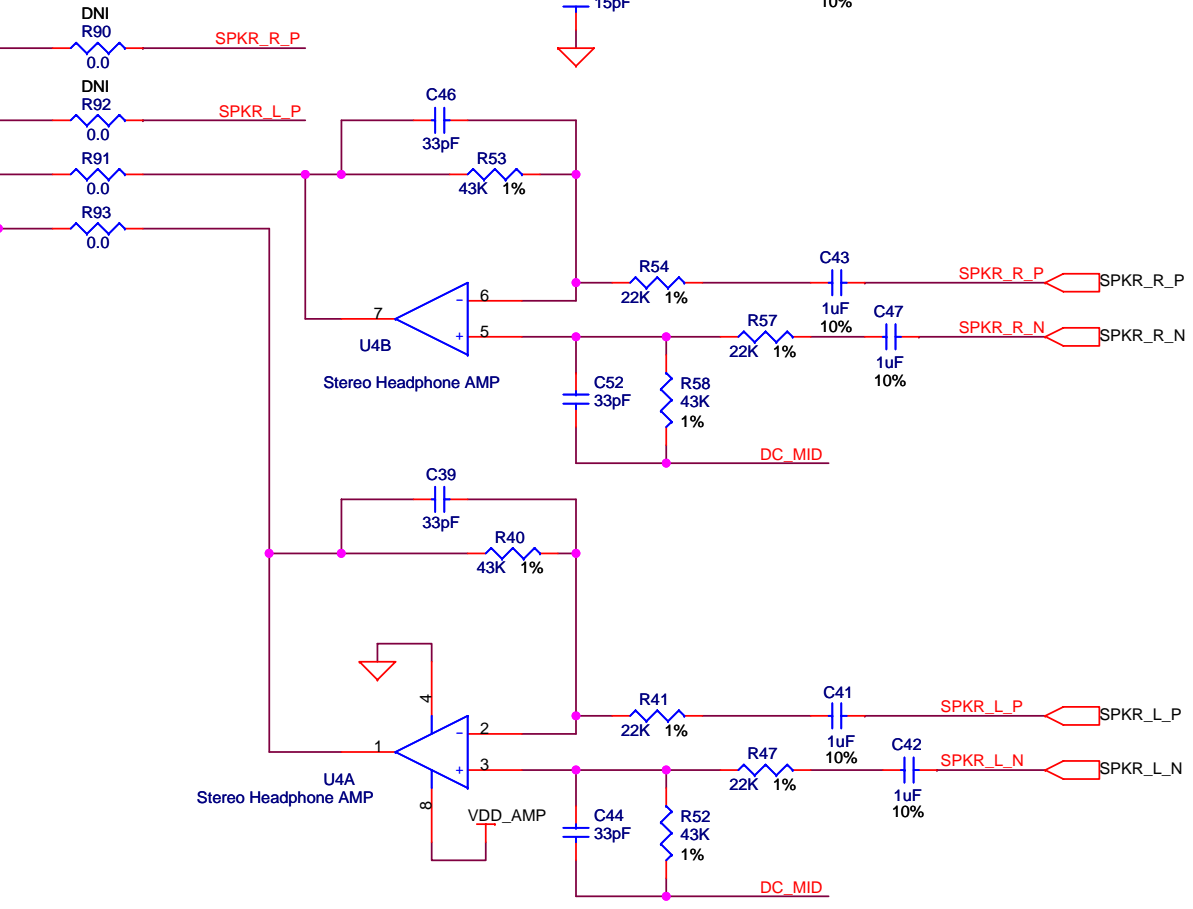 15pF
10%
DNI
R90
SPKR_R_P
0.0
DNI
R92
SPKR_L_P
0.0
R91
0.0
R93
0.0
C46
33pF
R53
43K 1%
R54
22K 1%
C43
1uF
10%
SPKR_R_P
SPKR_R_P
6
7
5
U4B
Stereo Headphone AMP
R57
22K 1%
C47
1uF
10%
SPKR_R_N
SPKR_R_N
C52
33pF
R58
43K
1%
DC_MID
C39
33pF
R40
43K 1%
R41
22K 1%
C41
1uF
10%
SPKR_L_P
SPKR_L_P
4
2
1
3
8
U4A
Stereo Headphone AMP
VDD_AMP
R47
22K 1%
C42
1uF
10%
SPKR_L_N
SPKR_L_N
C44
33pF
R52
43K
1%
DC_MID